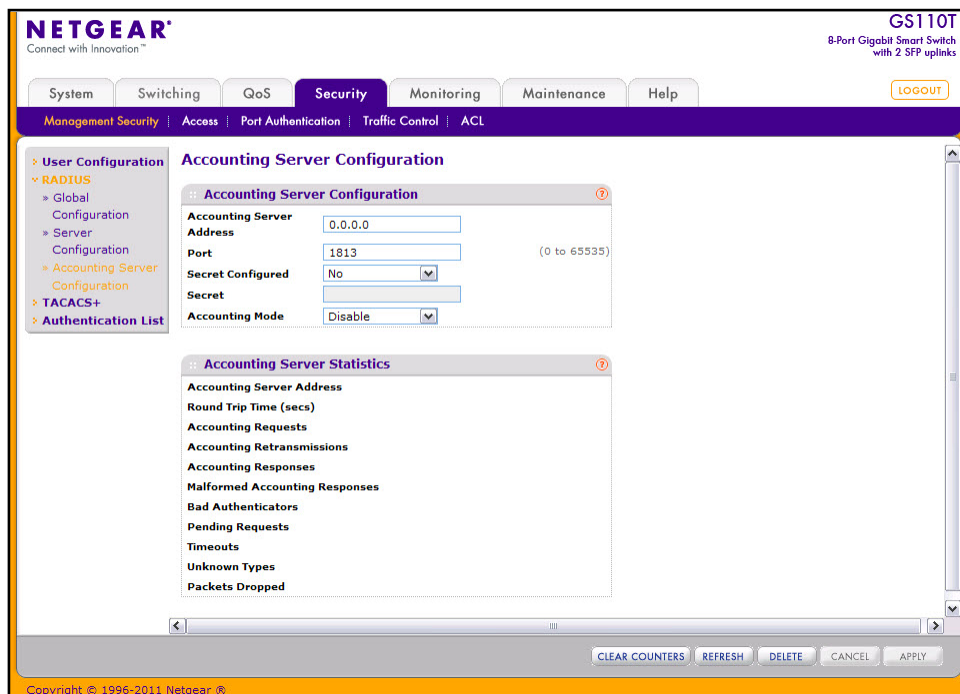 NETGEAR®
Connect with Innovation™
GS110T
8-Port Gigabit Smart Switch
with 2 SFP uplinks
System
Switching
QoS
Security
Monitoring
Maintenance
Help
LOGOUT
Management Security
Access
Port Authentication
Traffic Control
ACL
User Configuration
RADIUS
» Global
Configuration
» Server
Configuration
» Accounting Server
Configuration
TACACS+
Authentication List
Accounting Server Configuration
Accounting Server Configuration
?
Accounting Server
Address
0.0.0.0
Port
1813
(0 to 65535)
Secret Configured
No
Secret
Accounting Mode
Disable
Accounting Server Statistics
?
Accounting Server Address
Round Trip Time (secs)
Accounting Requests
Accounting Retransmissions
Accounting Responses
Malformed Accounting Responses
Bad Authenticators
Pending Requests
Timeouts
Unknown Types
Packets Dropped
CLEAR COUNTERS
REFRESH
DELETE
CANCEL
APPLY
Copyright © 1996-2011 Netgear ®